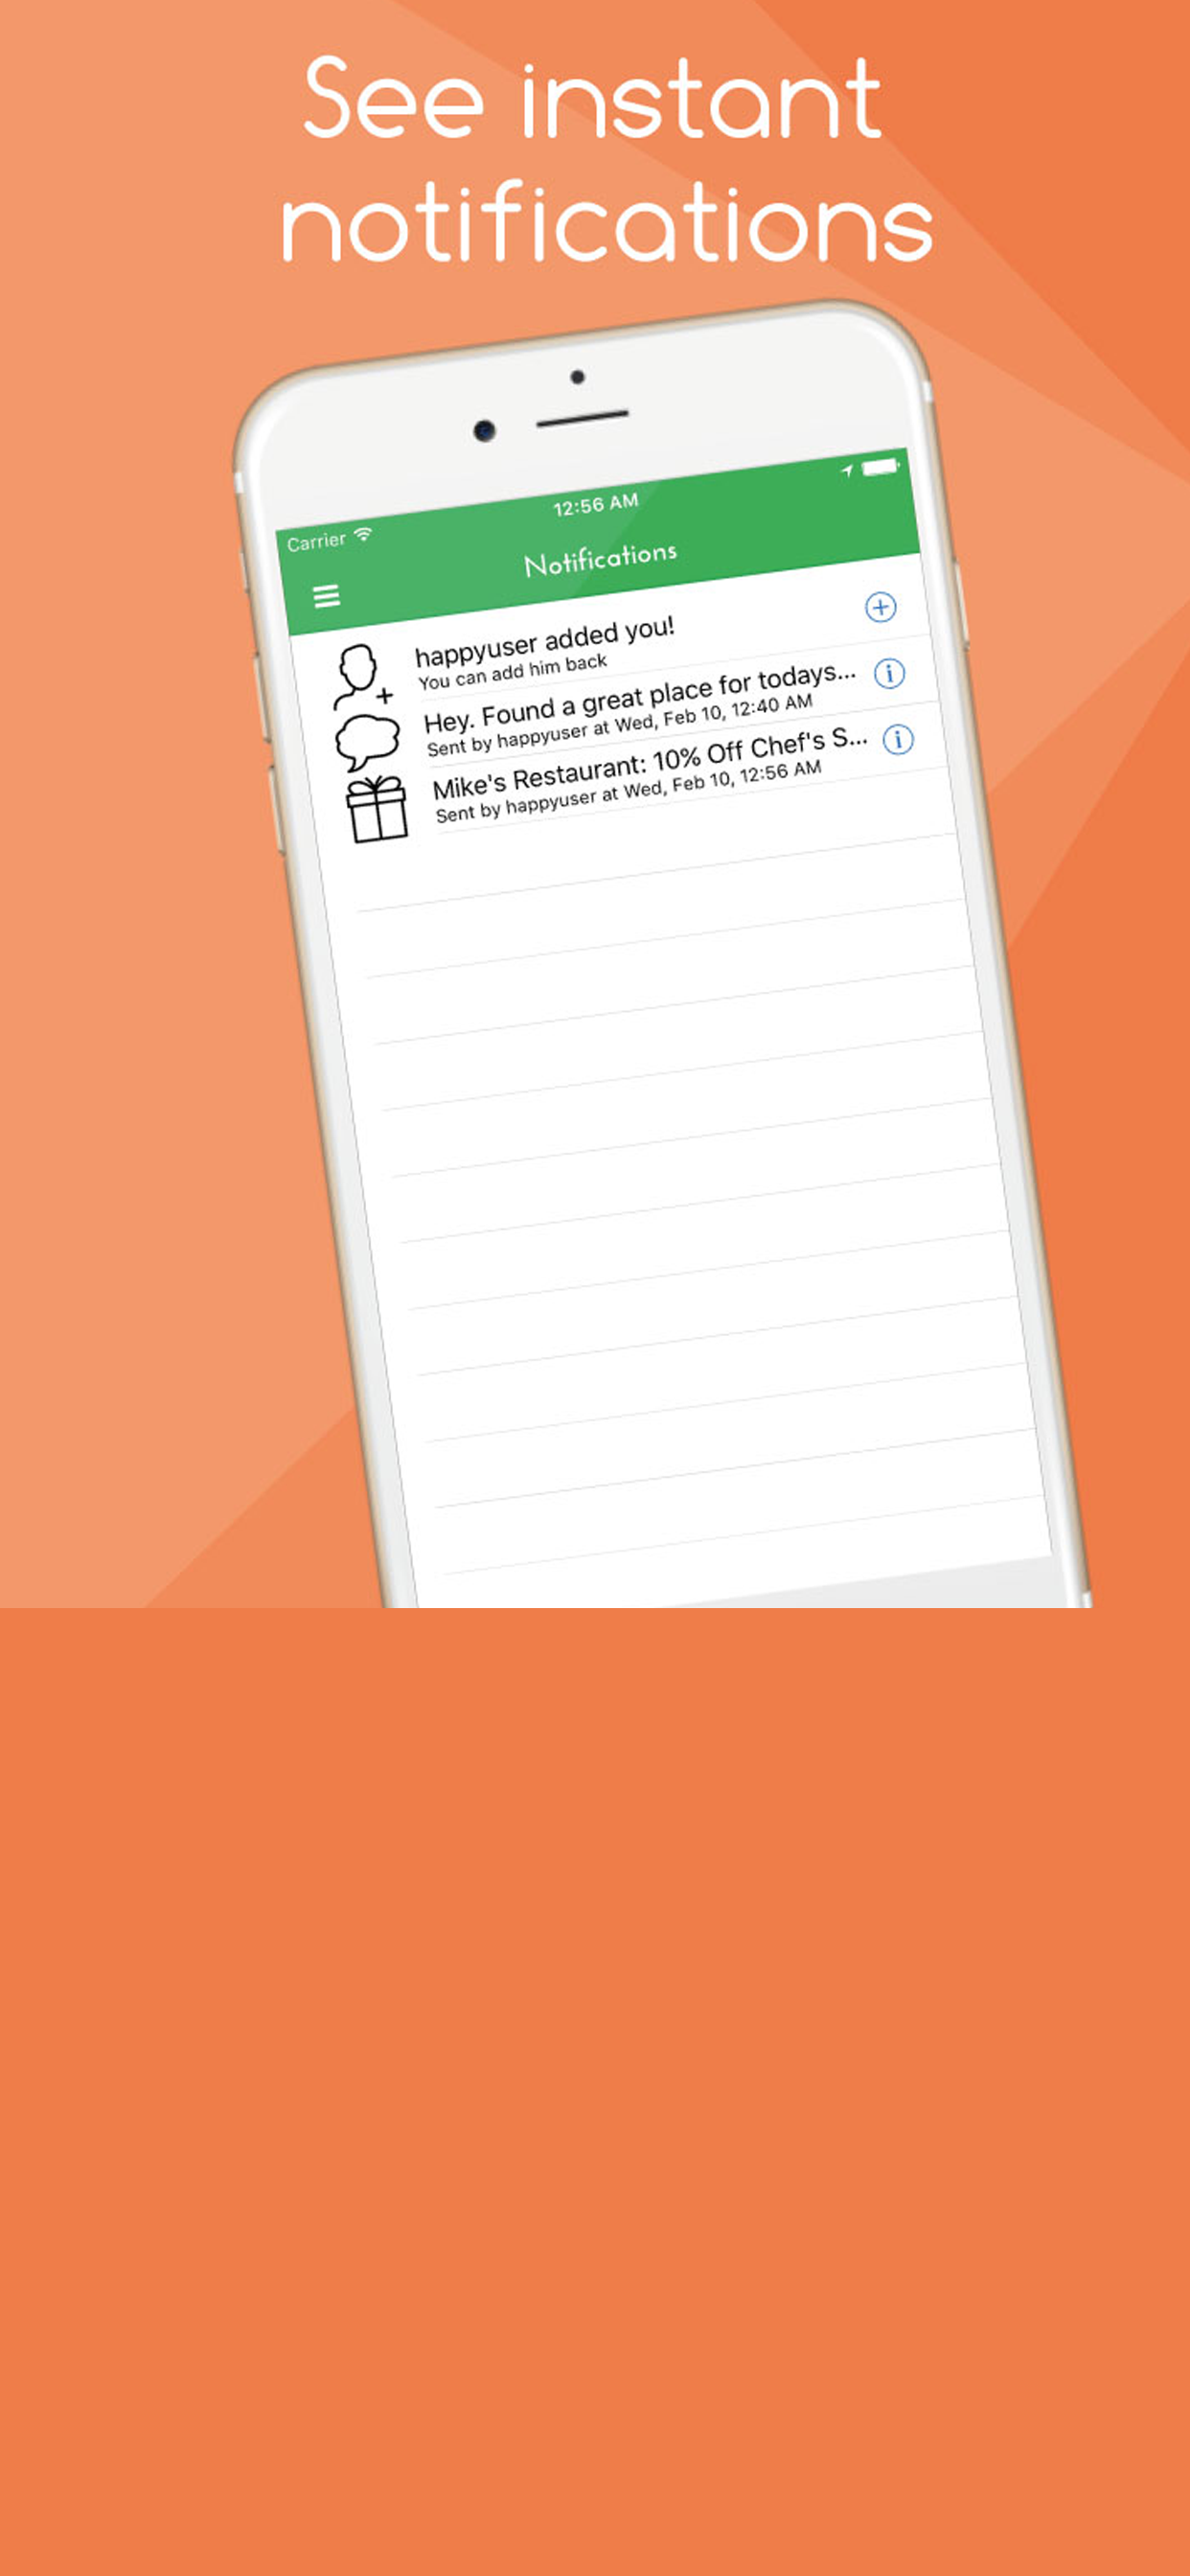 See instant
notifications
Carrier 12:56 AM
Notifications
happyuser added you!
You can add him back
Hey. Found a great place for todays...
Sent by happyuser at Wed, Feb 10, 12:40 AM
Mike's Restaurant: 10% Off Chef's S...
Sent by happyuser at Wed, Feb 10, 12:56 AM